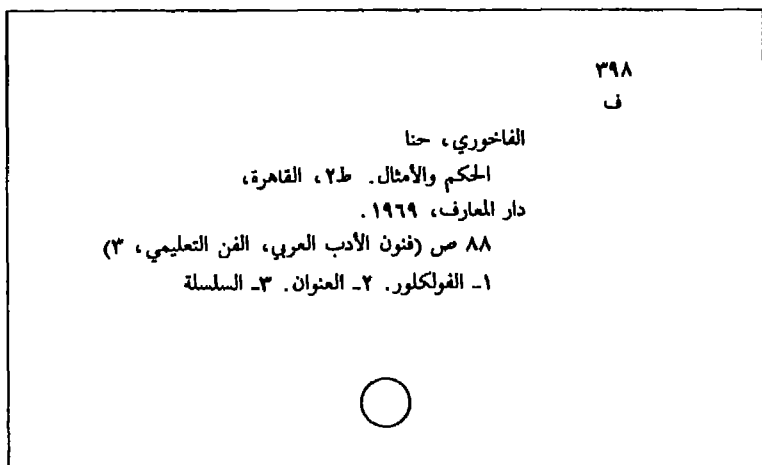 ٣٩٨
ف
الفاخوري، حنا
الحكم والأمثال. ط٢، القاهرة،
دار المعارف، ١٩٦٩.
٨٨ ص (فنون الأدب العربي، الفن التعليمي، ٣)
١ـ الفولكلور. ٢ـ العنوان. ٣ـ السلسلة